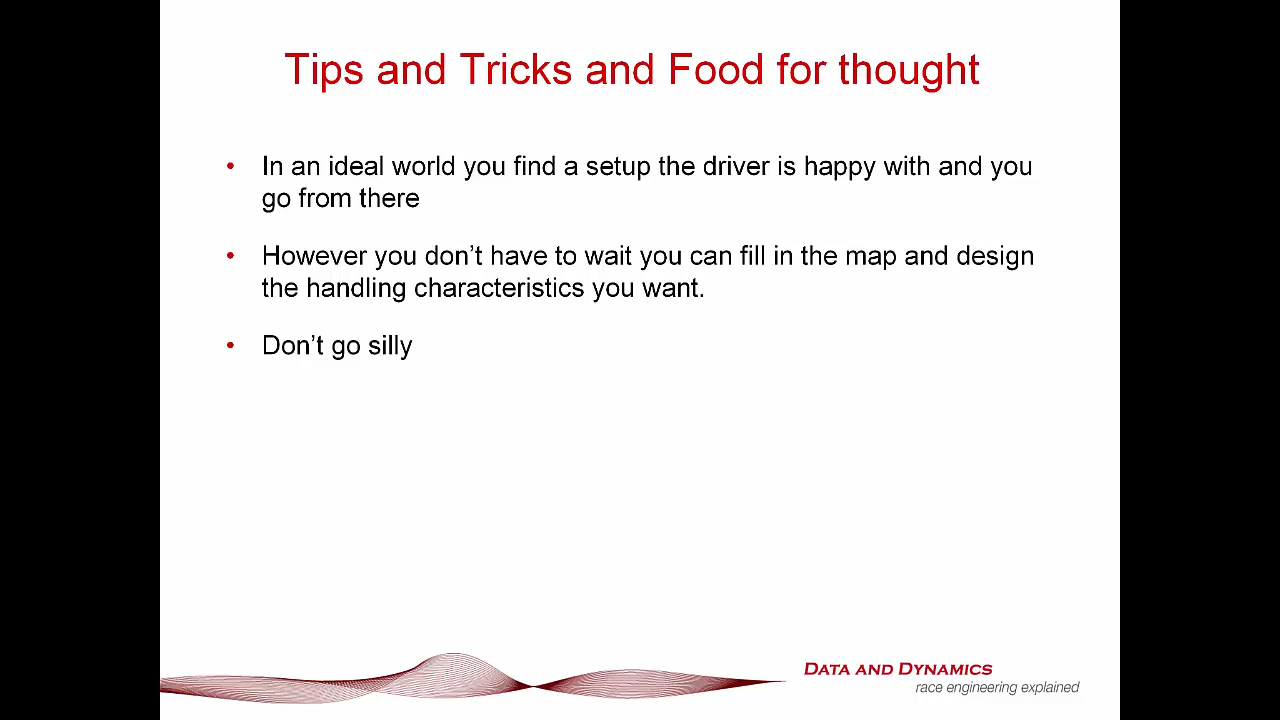 Tips and Tricks and Food for thought
• In an ideal world you find a setup the driver is happy with and you
go from there
• However you don’t have to wait you can fill in the map and design
the handling characteristics you want.
• Don’t go silly
DATA AND DYNAMICS
race engineering explained